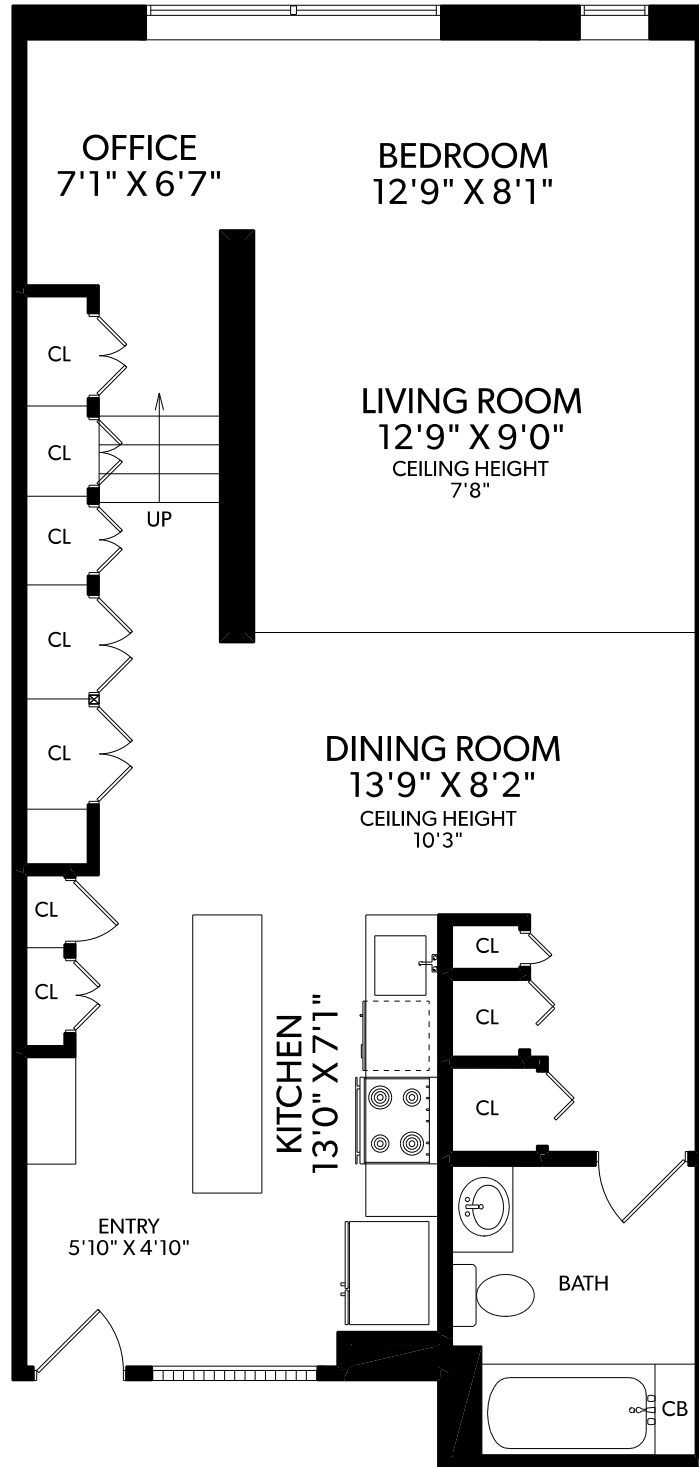 OFFICE
7'1" X 6'7"
BEDROOM
12'9" X 8'1"
CL
LIVING ROOM
12'9" X 9'0"
CEILING HEIGHT
7'8"
CL
UP
CL
CL
DINING ROOM
13'9" X 8'2"
CEILING HEIGHT
10'3"
CL
CL
CL
CL
CL
KITCHEN
13'0" X 7'1"
CL
ENTRY
5'10" X 4'10"
BATH
CB